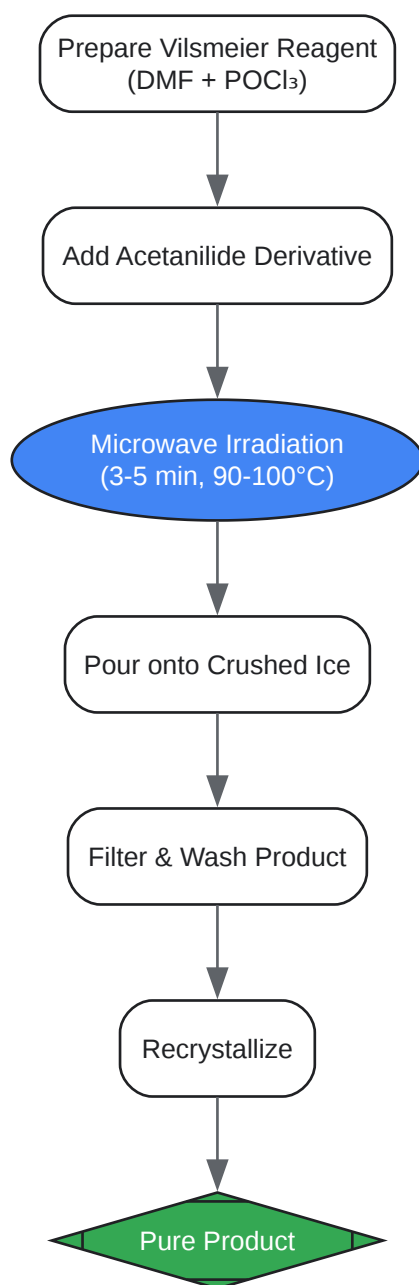 Prepare Vilsmeier Reagent
(DMF + POCl₃)
Add Acetanilide Derivative
Microwave Irradiation
(3-5 min, 90-100°C)
Pour onto Crushed Ice
Filter & Wash Product
Recrystallize
Pure Product